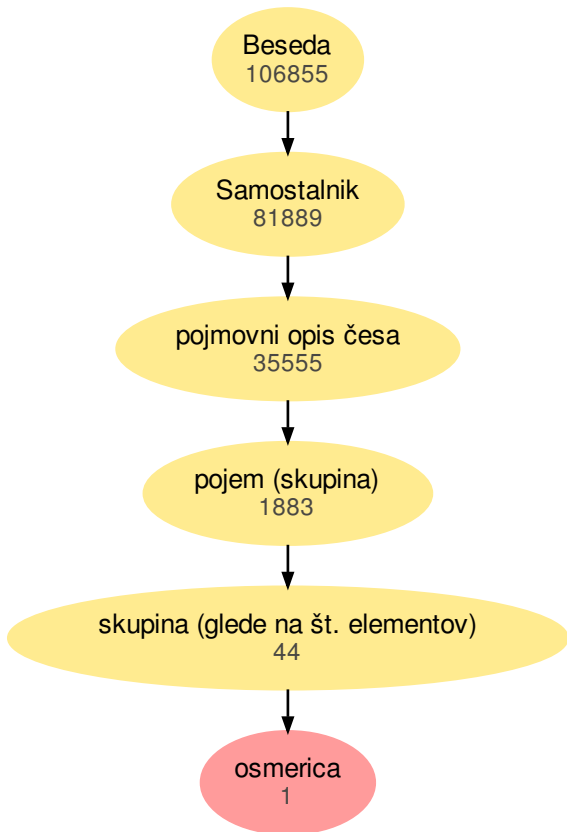 Beseda
106855
Samostalnik
81889
pojmovni opis česa
35555
pojem (skupina)
1883
skupina (glede na št. elementov)
44
osmerica
1